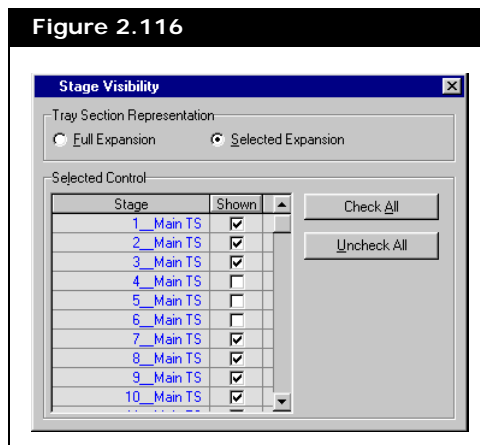 Figure 2.116
Stage Visibility
Tray Section Representation
Full Expansion Selected Expansion
Selected Control
Stage Shown
1__Main TS
2__Main TS
3__Main TS
4__Main TS
5__Main TS
6__Main TS
7__Main TS
8__Main TS
9__Main TS
10__Main TS
Check All
Uncheck All